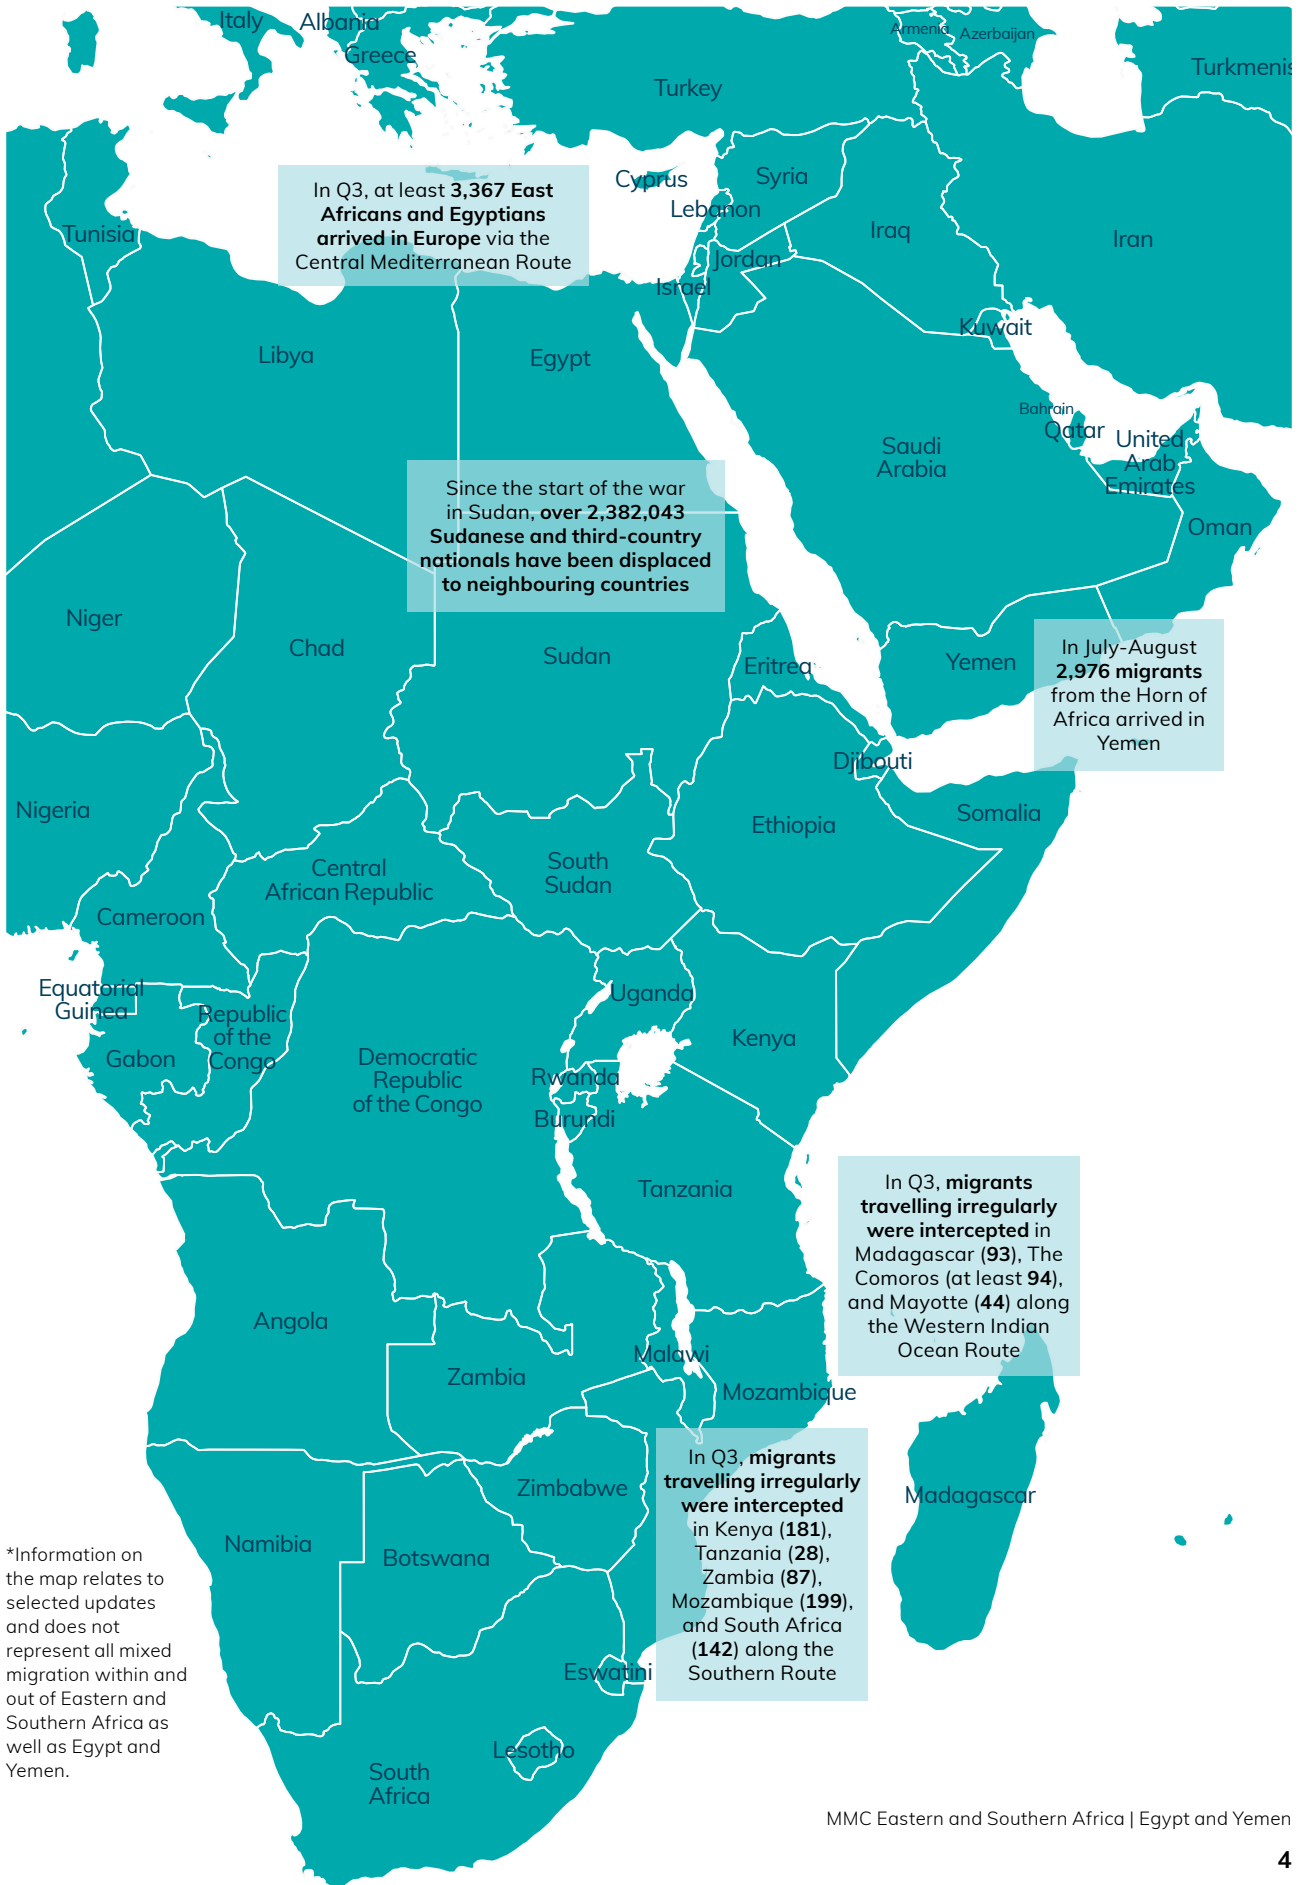 Italy
Albania
Greece
Armenia
Azerbaijan
Turkmenis
Turkey
Cyprus
Syria
Lebanon
Iraq
Iran
Tunisia
Jordan
Israel
Kuwait
In Q3, at least 3,367 East
Africans and Egyptians
arrived in Europe via the
Central Mediterranean Route
Libya
Egypt
Bahrain
Qatar
United
Arab
Emirates
Saudi
Arabia
Oman
Since the start of the war
in Sudan, over 2,382,043
Sudanese and third-country
nationals have been displaced
to neighbouring countries
Niger
Chad
Sudan
Eritrea
Yemen
In July-August
2,976 migrants
from the Horn of
Africa arrived in
Yemen
Djibouti
Nigeria
Ethiopia
Somalia
Central
African Republic
South
Sudan
Cameroon
Equatorial
Guinea
Republic
of the
Congo
Gabon
Uganda
Kenya
Democratic
Republic
of the Congo
Rwanda
Burundi
Tanzania
In Q3, migrants
travelling irregularly
were intercepted in
Madagascar (93), The
Comoros (at least 94),
and Mayotte (44) along
the Western Indian
Ocean Route
Angola
Zambia
Malawi
Mozambique
In Q3, migrants
travelling irregularly
were intercepted
in Kenya (181),
Tanzania (28),
Zambia (87),
Mozambique (199),
and South Africa
(142) along the
Southern Route
Zimbabwe
Madagascar
Namibia
Botswana
*Information on
the map relates to
selected updates
and does not
represent all mixed
migration within and
out of Eastern and
Southern Africa as
well as Egypt and
Yemen.
Eswatini
Lesotho
South
Africa
MMC Eastern and Southern Africa | Egypt and Yemen
4